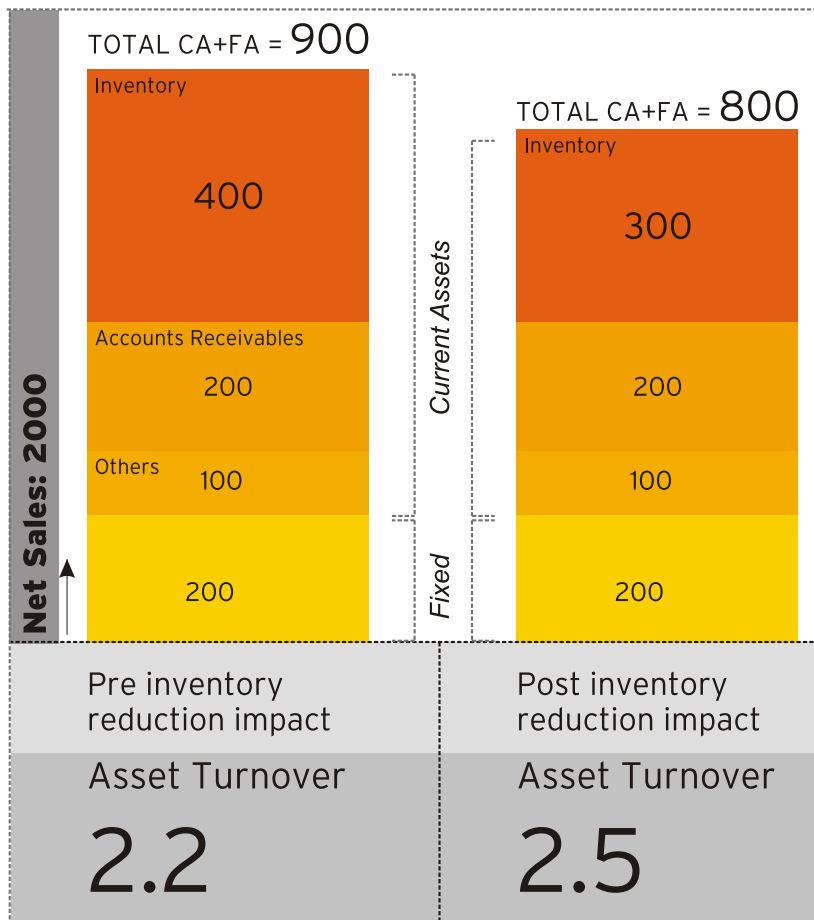 Net Sales: 2000
TOTAL CA+FA = 900
Inventory
400
Accounts Receivables
200
Others
100
200
Current Assets
Fixed
TOTAL CA+FA = 800
Inventory
300
200
100
200
Pre inventory
reduction impact
Asset Turnover
2.2
Post inventory
reduction impact
Asset Turnover
2.5